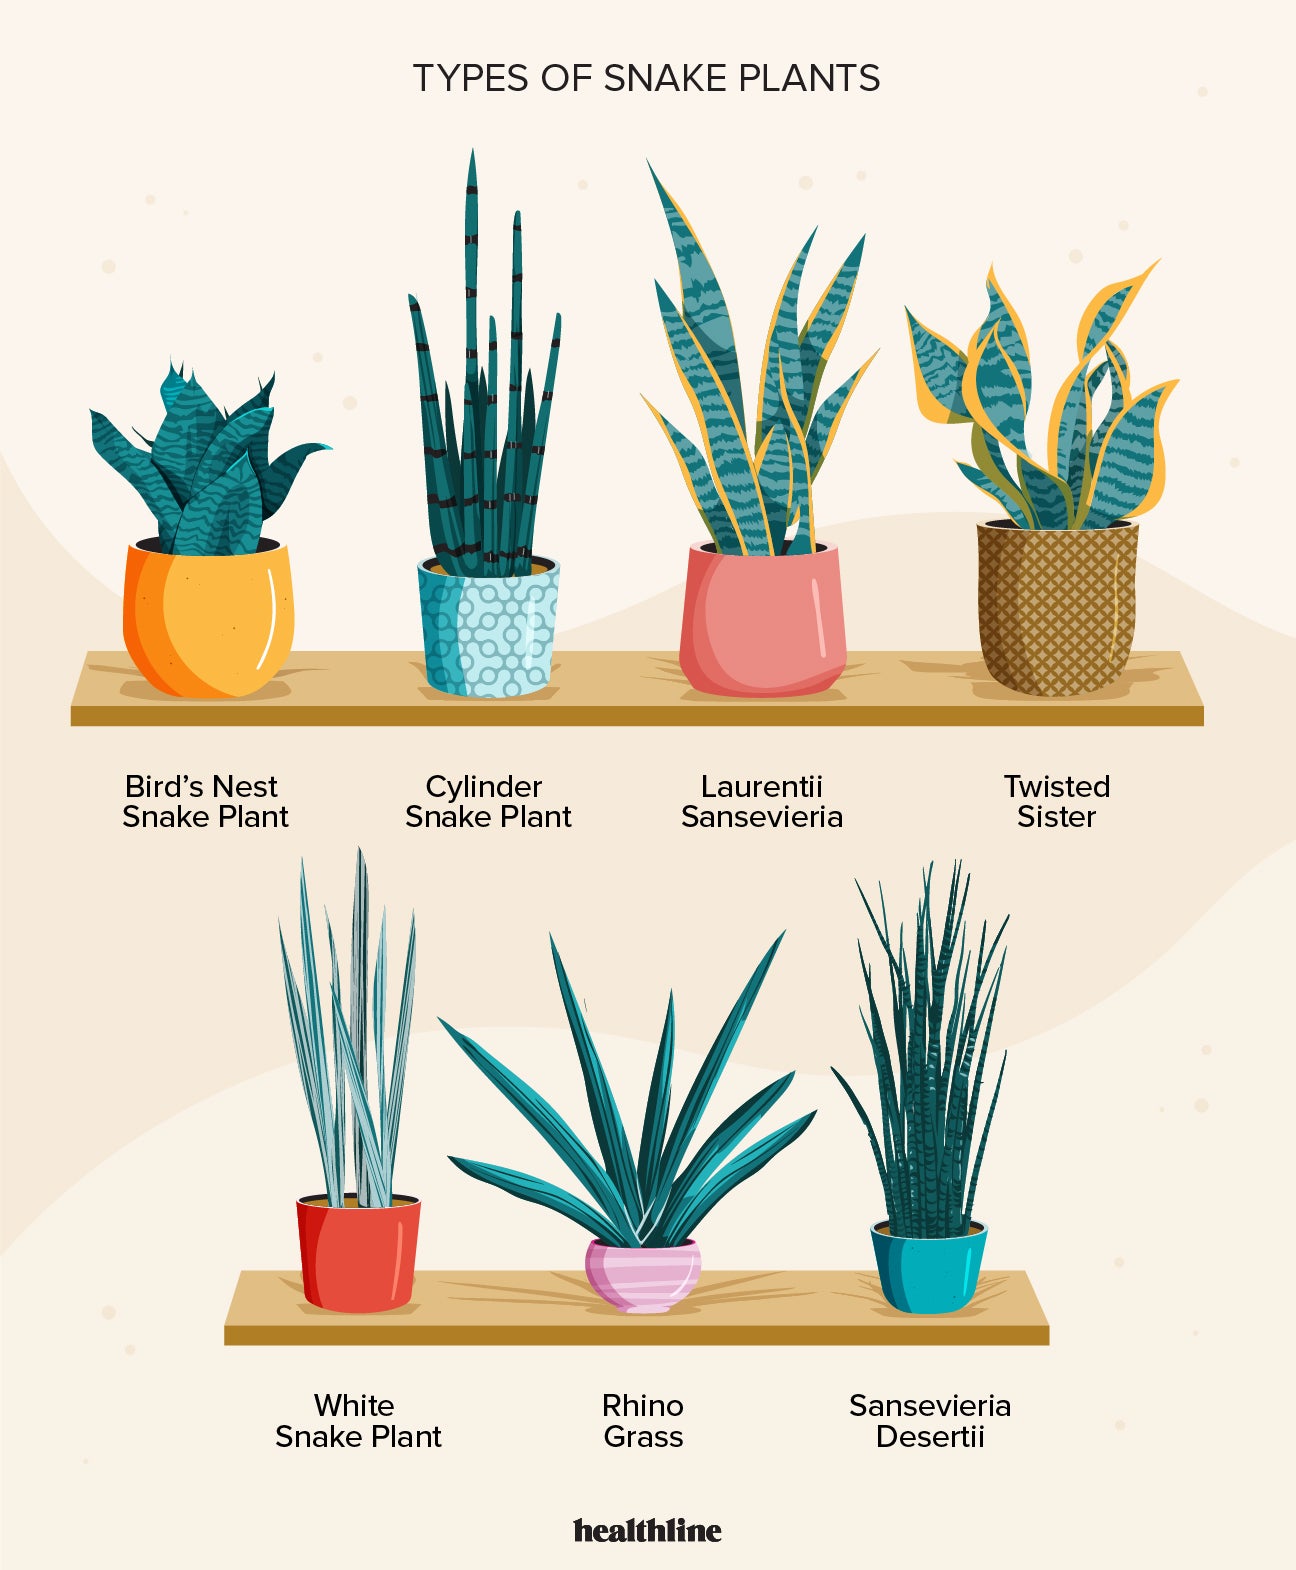 TYPES OF SNAKE PLANTS
Bird’s Nest
Snake Plant
Cylinder
Snake Plant
Laurentii
Sansevieria
Twisted
Sister
White
Snake Plant
Rhino
Grass
Sansevieria
Desertii
healthline